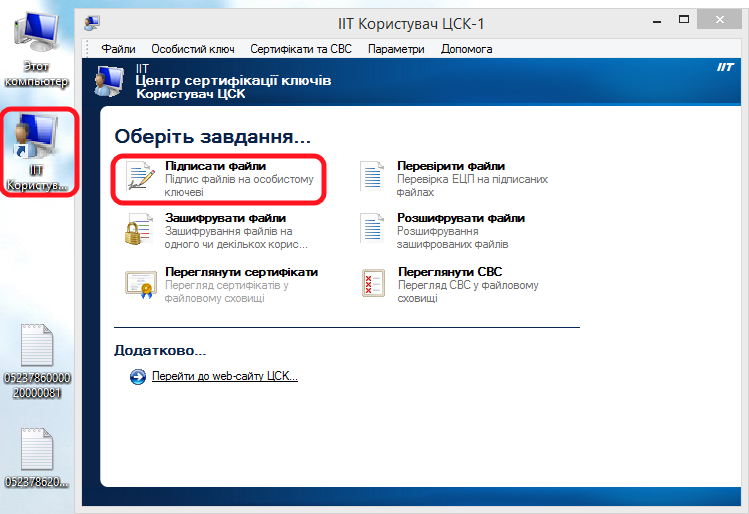 ІІТ Користувач ЦСК-1
Файли Особистий ключ Сертифікати та СВС Параметри Допомога
ІІТ
Центр сертифікації ключів
Користувач ЦСК
ІІТ
Оберіть завдання...
Підписати файли
Підпис файлів на особистому
ключеві
Перевірити файли
Перевірка ЕЦП на підписаних
файлах
Зашифрувати файли
Зашифрування файлів на
одного чи декількох корис...
Розшифрувати файли
Розшифрування
зашифрованих файлів
Переглянути сертифікати
Перегляд сертифікатів у
файловому сховищі
Переглянути СВС
Перегляд СВС у файловому
сховищі
Додатково...
Перейти до web-сайту ЦСК...
Этот
компьютер
ІІТ
Користув...
05237860000
20000081
052378620...